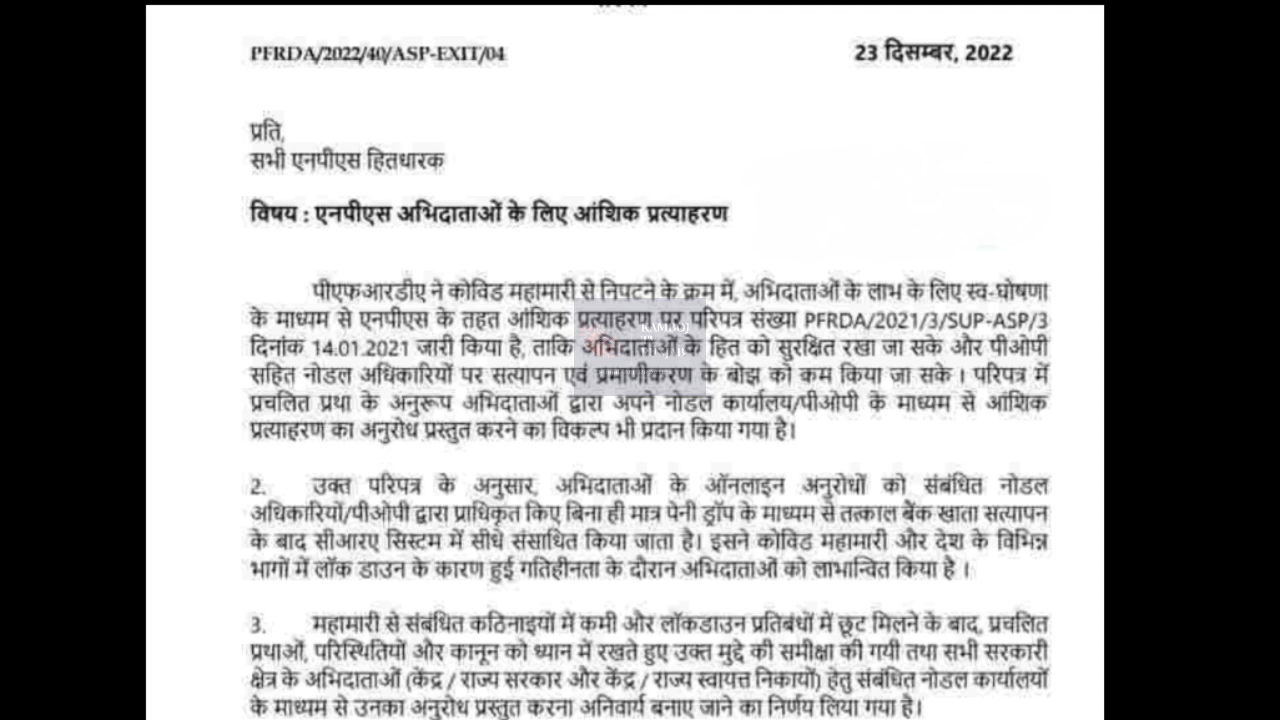 PFRDA/2022/40/ASP-EXIT/04 23 दिसम्बर, 2022
प्रति,
सभी एनपीएस हितधारक
विषय : एनपीएस अभिदाताओं के लिए आंशिक प्रत्याहरण
पीएफआरडीए ने कोविड महामारी से निपटने के क्रम में, अभिदाताओं के लाभ के लिए स्व-घोषणा
के माध्यम से एनपीएस के तहत आंशिक प्रत्याहरण पर परिपत्र संख्या PFRDA/2021/3/SUP-ASP/3
दिनांक 14.01.2021 जारी किया है, ताकि अभिदाताओं के हित को सुरक्षित रखा जा सके और पीओपी
सहित नोडल अधिकारियों पर सत्यापन एवं प्रमाणीकरण के बोझ को कम किया जा सके । परिपत्र में
प्रचलित प्रथा के अनुरूप अभिदाताओं द्वारा अपने नोडल कार्यालय/पीओपी के माध्यम से आंशिक
प्रत्याहरण का अनुरोध प्रस्तुत करने का विकल्प भी प्रदान किया गया है।
2. उक्त परिपत्र के अनुसार, अभिदाताओं के ऑनलाइन अनुरोधों को संबंधित नोडल
अधिकारियों/पीओपी द्वारा प्राधिकृत किए बिना ही मात्र पेनी ड्रॉप के माध्यम से तत्काल बैंक खाता सत्यापन
के बाद सीआरए सिस्टम में सीधे संसाधित किया जाता है। इसने कोविड महामारी और देश के विभिन्न
भागों में लॉक डाउन के कारण हुई गतिहीनता के दौरान अभिदाताओं को लाभान्वित किया है ।
3. महामारी से संबंधित कठिनाइयों में कमी और लॉकडाउन प्रतिबंधों में छूट मिलने के बाद, प्रचलित
प्रथाओं, परिस्थितियों और कानून को ध्यान में रखते हुए उक्त मुद्दे की समीक्षा की गयी तथा सभी सरकारी
क्षेत्र के अभिदाताओं (केंद्र / राज्य सरकार और केंद्र / राज्य स्वायत्त निकायों) हेतु संबंधित नोडल कार्यालयों
के माध्यम से उनका अनुरोध प्रस्तुत करना अनिवार्य बनाए जाने का निर्णय लिया गया है।